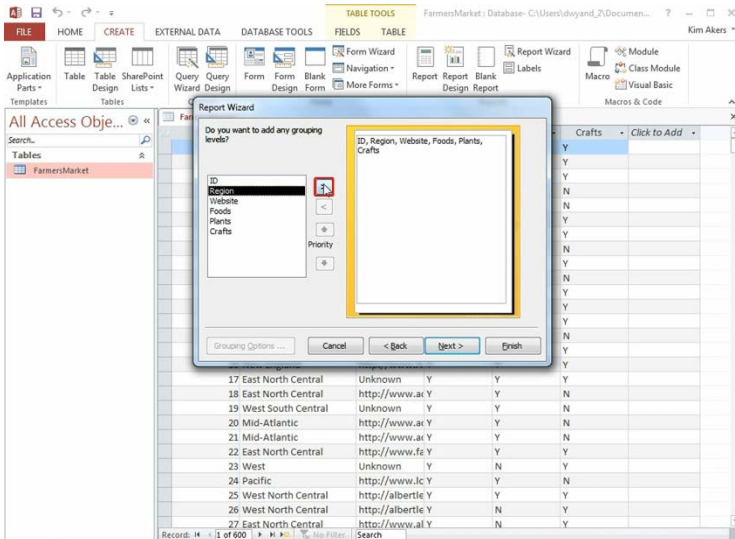 TABLE TOOLS
FarmersMarket : Database- C:\Users\dwyand_2\Documen... ? X
FILE HOME CREATE EXTERNAL DATA DATABASE TOOLS FIELDS TABLE Kim Akers
Application Parts
Table
Table Design
SharePoint Lists
Query Wizard
Query Design
Form
Form Design
Blank Form
Form Wizard
Navigation
More Forms
Report
Report Design
Blank Report
Report Wizard
Labels
Macro
Module
Class Module
Visual Basic
Templates Tables Macros & Code
All Access Obje... «
Search...
Tables
FarmersMarket
Report Wizard
Do you want to add any grouping levels?
ID
Region
Website
Foods
Plants
Crafts
>
<
Priority
ID, Region, Website, Foods, Plants,
Crafts
Grouping Options ... Cancel < Back Next > Finish
Crafts Click to Add
Y
Y
Y
N
N
Y
N
Y
N
Y
Y
Y
N
Y
17 East North Central Unknown Y Y Y
18 East North Central http://www.ac Y Y N
19 West South Central Unknown Y Y N
20 Mid-Atlantic http://www.ac Y Y N
21 Mid-Atlantic http://www.ac Y Y N
22 East North Central http://www.fa Y Y Y
23 West Unknown Y N Y
24 Pacific http://www.lc Y Y N
25 West North Central http://albertle Y Y Y
26 West North Central http://albertle Y N Y
27 East North Central http://www.al Y N Y
Record: 1 of 600 No Filter Search